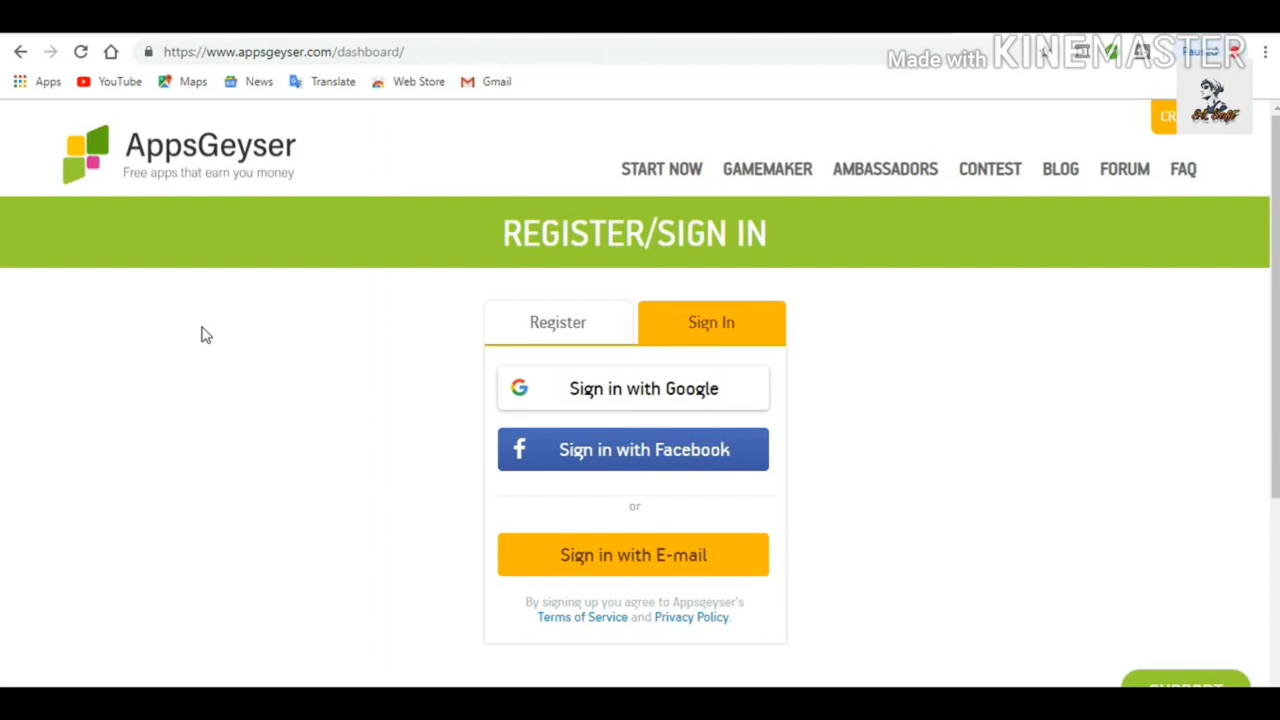 https://www.appsgeyser.com/dashboard/
Made with KINEMASTER
Paused
Apps YouTube Maps News Translate Web Store Gmail
CR
AppsGeyser
Free apps that earn you money
START NOW GAMEMAKER AMBASSADORS CONTEST BLOG FORUM FAQ
REGISTER/SIGN IN
Register Sign In
Sign in with Google
Sign in with Facebook
or
Sign in with E-mail
By signing up you agree to Appsgeyser's
Terms of Service and Privacy Policy.
SUPPORT